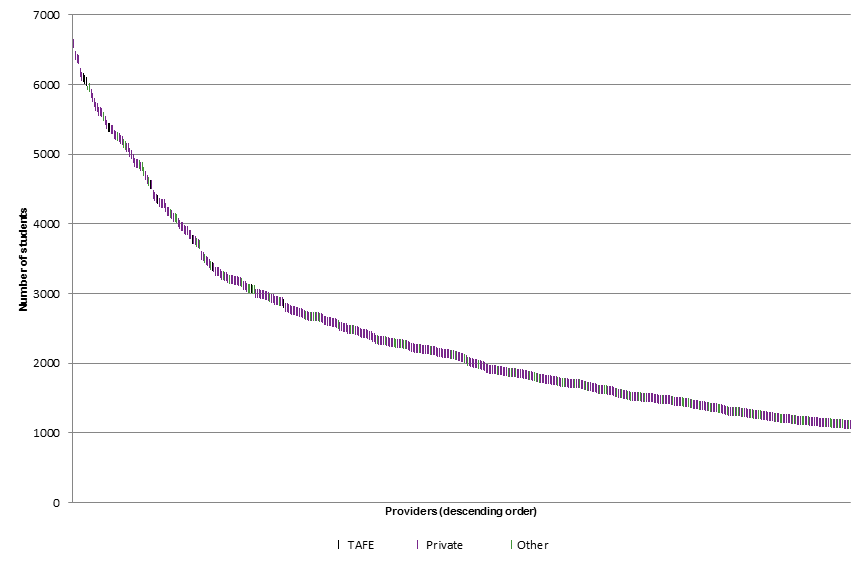 7000
6000
5000
4000
3000
2000
1000
0
Number of students
Providers (descending order)
TAFE Private Other